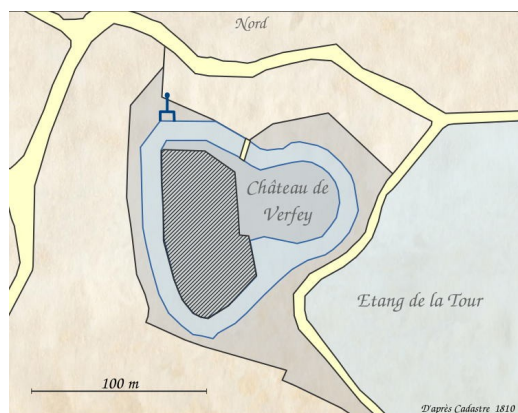 Nord
Château de
Verfey
Etang de la Tour
100 m
D'après Cadastre 1810